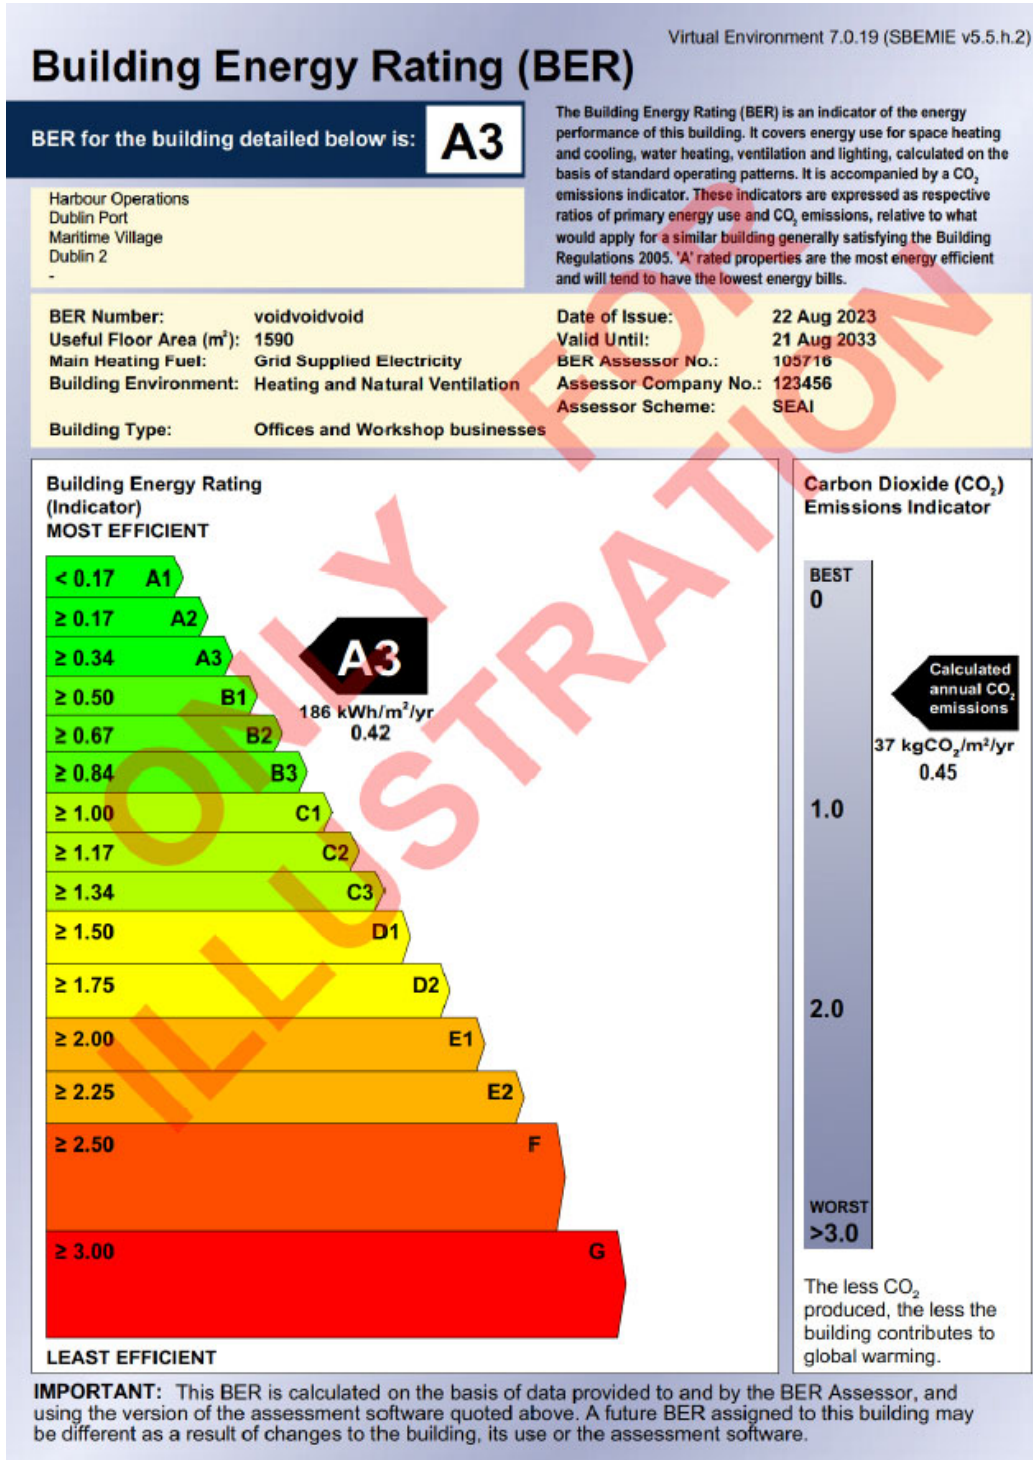 Virtual Environment 7.0.19 (SBEMIE v5.5.h.2)
Building Energy Rating (BER)
BER for the building detailed below is: A3
The Building Energy Rating (BER) is an indicator of the energy
performance of this building. It covers energy use for space heating
and cooling, water heating, ventilation and lighting, calculated on the
basis of standard operating patterns. It is accompanied by a CO₂
emissions indicator. These indicators are expressed as respective
ratios of primary energy use and CO₂ emissions, relative to what
would apply for a similar building generally satisfying the Building
Regulations 2005. 'A' rated properties are the most energy efficient
and will tend to have the lowest energy bills.
Harbour Operations
Dublin Port
Maritime Village
Dublin 2
-
BER Number: voidvoidvoid
Useful Floor Area (m²): 1590
Main Heating Fuel: Grid Supplied Electricity
Building Environment: Heating and Natural Ventilation
Building Type: Offices and Workshop businesses
Date of Issue: 22 Aug 2023
Valid Until: 21 Aug 2033
BER Assessor No.: 105716
Assessor Company No.: 123456
Assessor Scheme: SEAI
Building Energy Rating
(Indicator)
MOST EFFICIENT
< 0.17 A1
≥ 0.17 A2
≥ 0.34 A3
≥ 0.50 B1
≥ 0.67 B2
≥ 0.84 B3
≥ 1.00 C1
≥ 1.17 C2
≥ 1.34 C3
≥ 1.50 D1
≥ 1.75 D2
≥ 2.00 E1
≥ 2.25 E2
≥ 2.50 F
≥ 3.00 G
LEAST EFFICIENT
A3
186 kWh/m²/yr
0.42
Carbon Dioxide (CO₂)
Emissions Indicator
BEST
0
1.0
2.0
WORST
>3.0
Calculated
annual CO₂
emissions
37 kgCO₂/m²/yr
0.45
The less CO₂
produced, the less the
building contributes to
global warming.
ONLY FOR
ILLUSTRATION
IMPORTANT: This BER is calculated on the basis of data provided to and by the BER Assessor, and
using the version of the assessment software quoted above. A future BER assigned to this building may
be different as a result of changes to the building, its use or the assessment software.